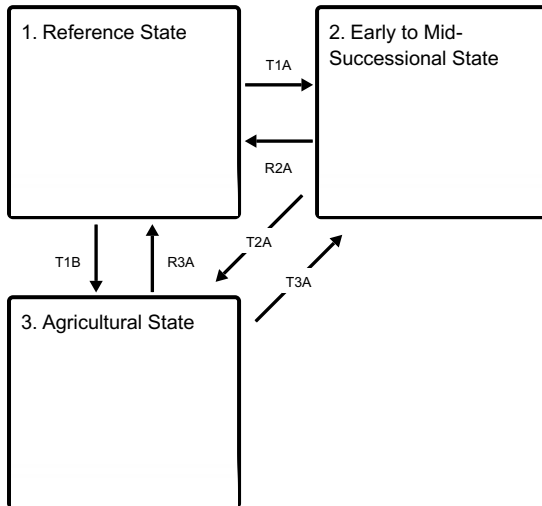 1. Reference State
2. Early to Mid-
Successional State
T1A
R2A
T1B
R3A
T2A
T3A
3. Agricultural State